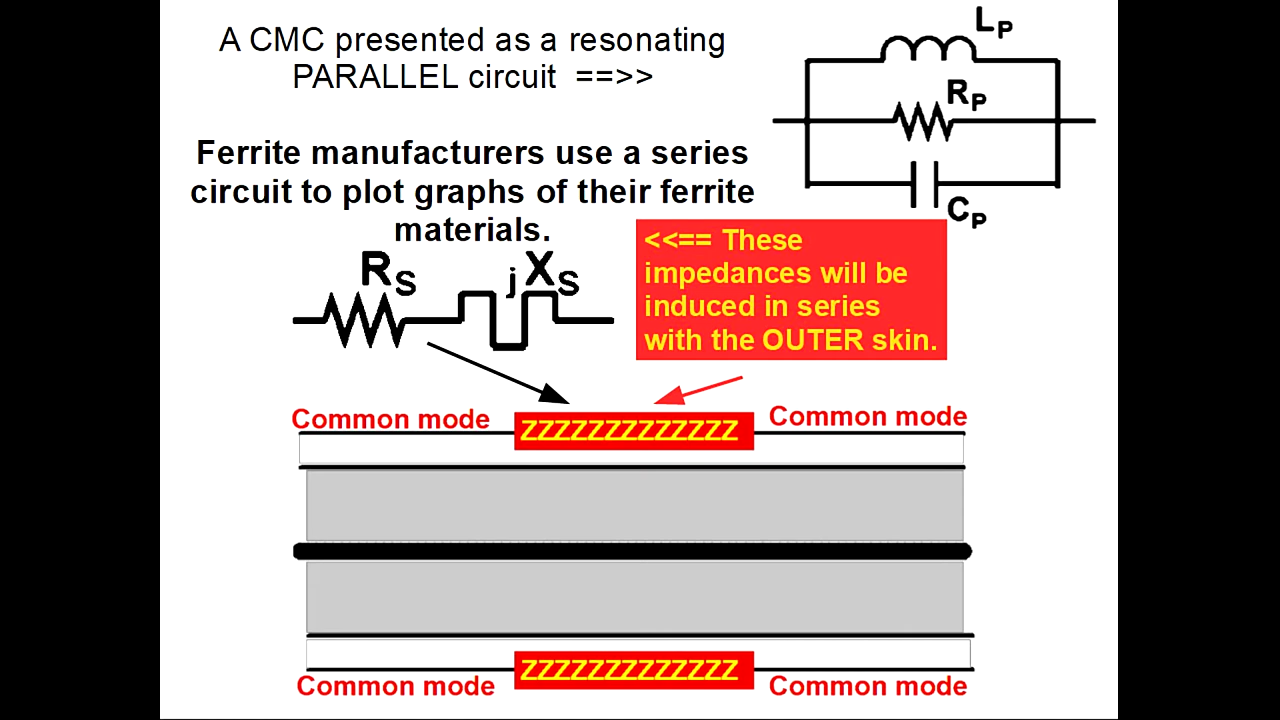 A CMC presented as a resonating
PARALLEL circuit ==>>
LP
RP
CP
Ferrite manufacturers use a series
circuit to plot graphs of their ferrite
materials.
RS
jXS
<<== These
impedances will be
induced in series
with the OUTER skin.
Common mode
ZZZZZZZZZZZZZ
Common mode
Common mode
ZZZZZZZZZZZZZ
Common mode